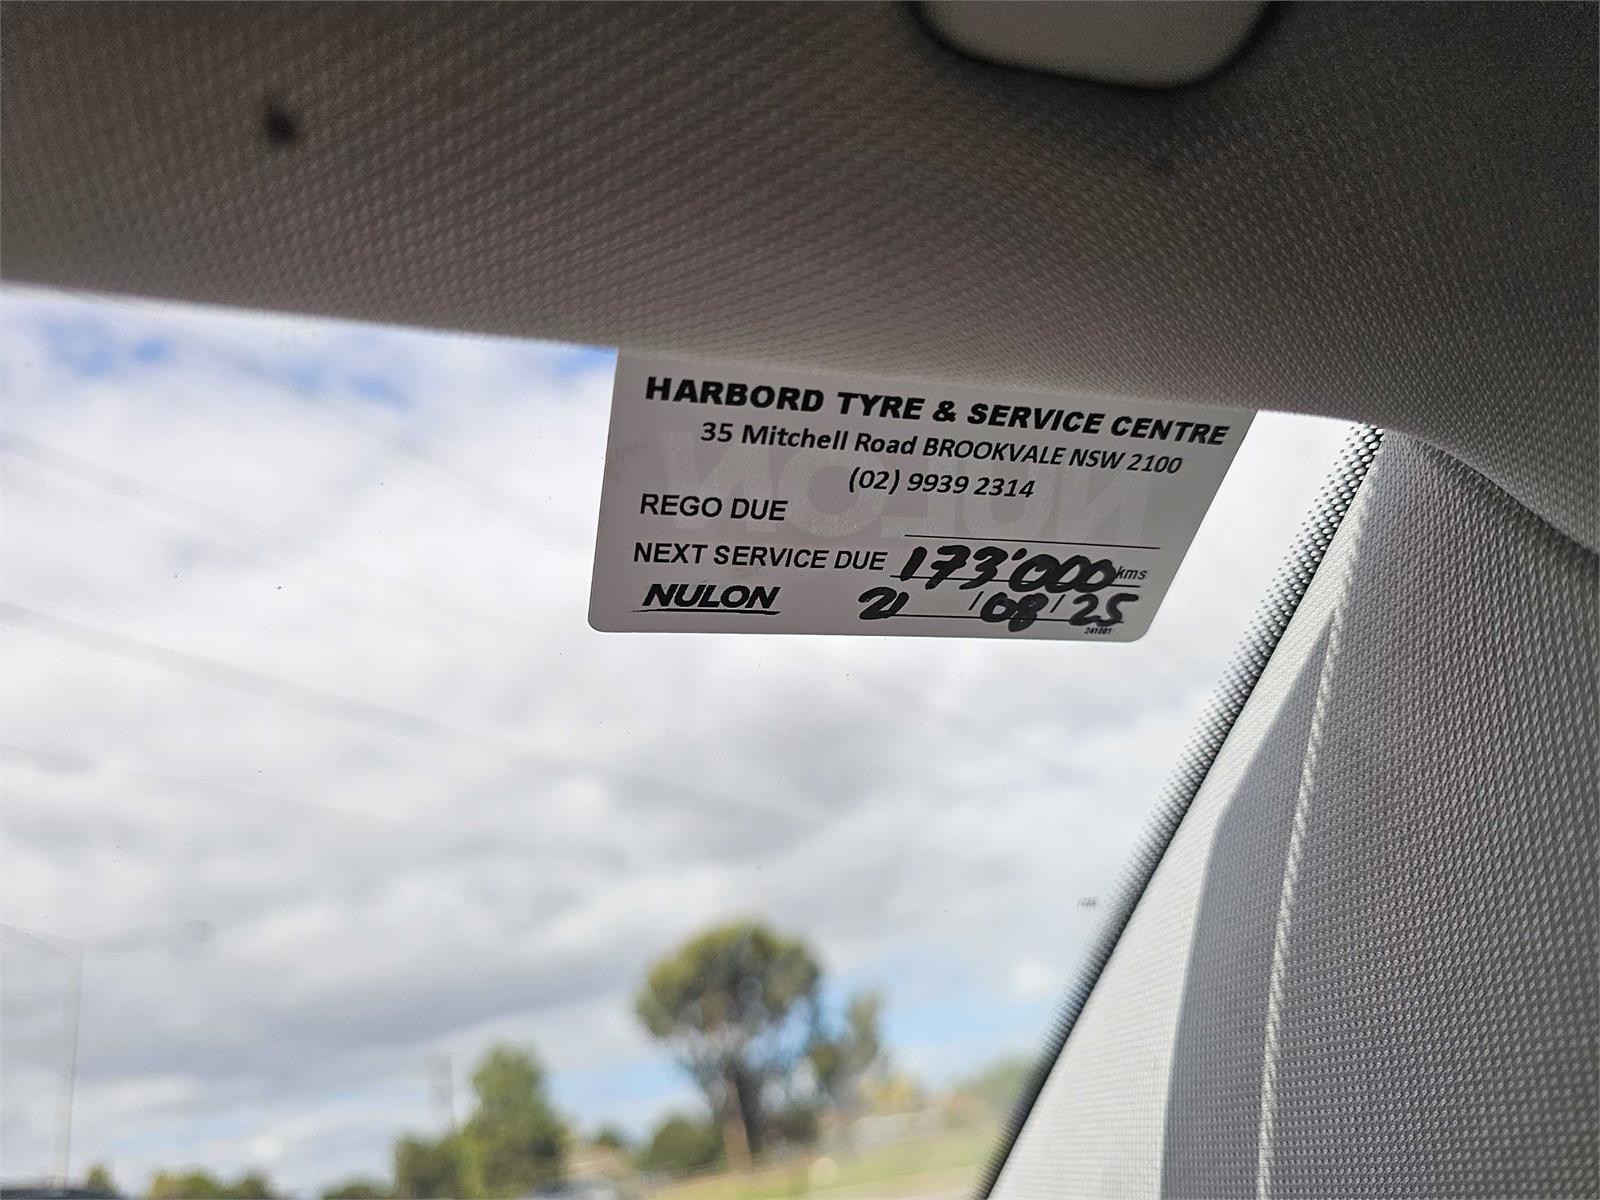 HARBORD TYRE & SERVICE CENTRE
35 Mitchell Road BROOKVALE NSW 2100
(02) 9939 2314
REGO DUE
NEXT SERVICE DUE 173'000 kms
NULON 21 / 08 / 25
241001